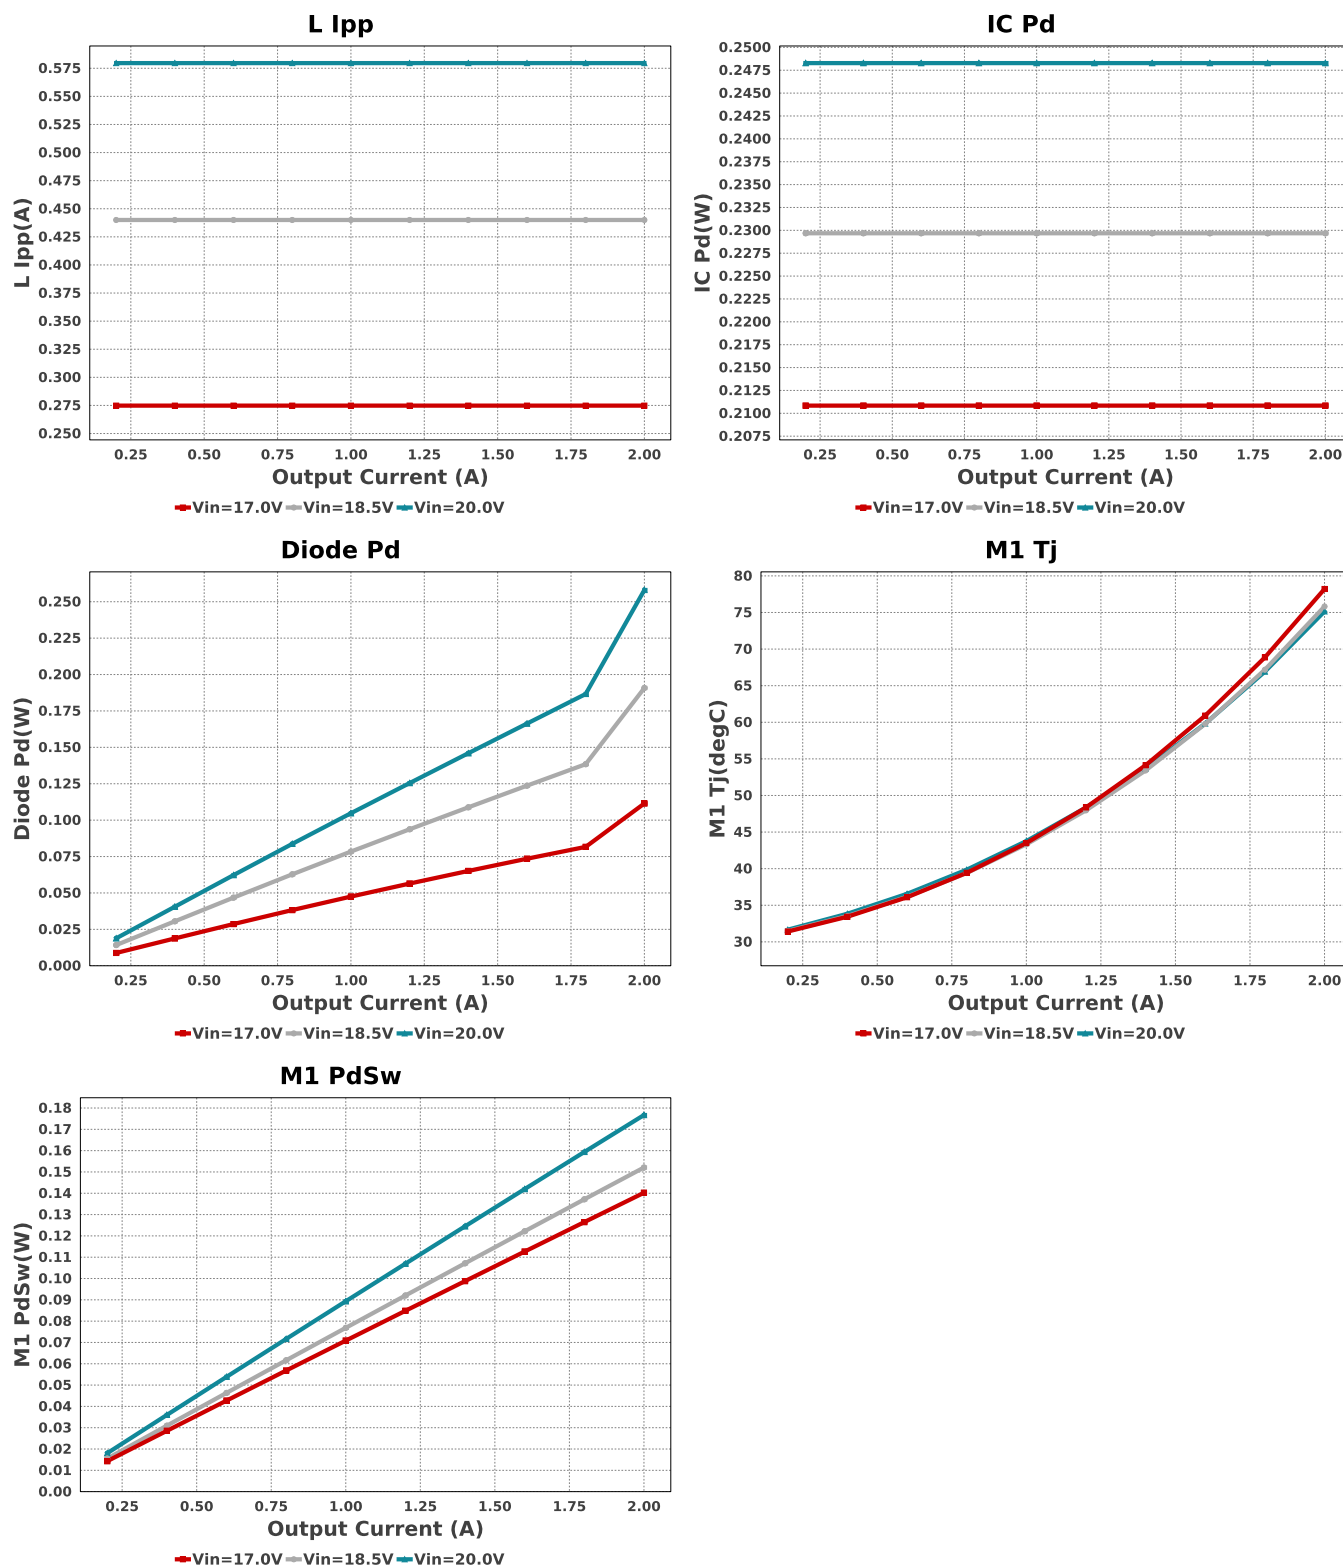 L Ipp
0.575
0.550
0.525
0.500
0.475
0.450
0.425
0.400
0.375
0.350
0.325
0.300
0.275
0.250
L Ipp(A)
0.25 0.50 0.75 1.00 1.25 1.50 1.75 2.00
Output Current (A)
Vin=17.0V Vin=18.5V Vin=20.0V
IC Pd
0.2500
0.2475
0.2450
0.2425
0.2400
0.2375
0.2350
0.2325
0.2300
0.2275
0.2250
0.2225
0.2200
0.2175
0.2150
0.2125
0.2100
0.2075
IC Pd(W)
0.25 0.50 0.75 1.00 1.25 1.50 1.75 2.00
Output Current (A)
Vin=17.0V Vin=18.5V Vin=20.0V
Diode Pd
0.250
0.225
0.200
0.175
0.150
0.125
0.100
0.075
0.050
0.025
0.000
Diode Pd(W)
0.25 0.50 0.75 1.00 1.25 1.50 1.75 2.00
Output Current (A)
Vin=17.0V Vin=18.5V Vin=20.0V
M1 Tj
80
75
70
65
60
55
50
45
40
35
30
M1 Tj(degC)
0.25 0.50 0.75 1.00 1.25 1.50 1.75 2.00
Output Current (A)
Vin=17.0V Vin=18.5V Vin=20.0V
M1 PdSw
0.18
0.17
0.16
0.15
0.14
0.13
0.12
0.11
0.10
0.09
0.08
0.07
0.06
0.05
0.04
0.03
0.02
0.01
0.00
M1 PdSw(W)
0.25 0.50 0.75 1.00 1.25 1.50 1.75 2.00
Output Current (A)
Vin=17.0V Vin=18.5V Vin=20.0V